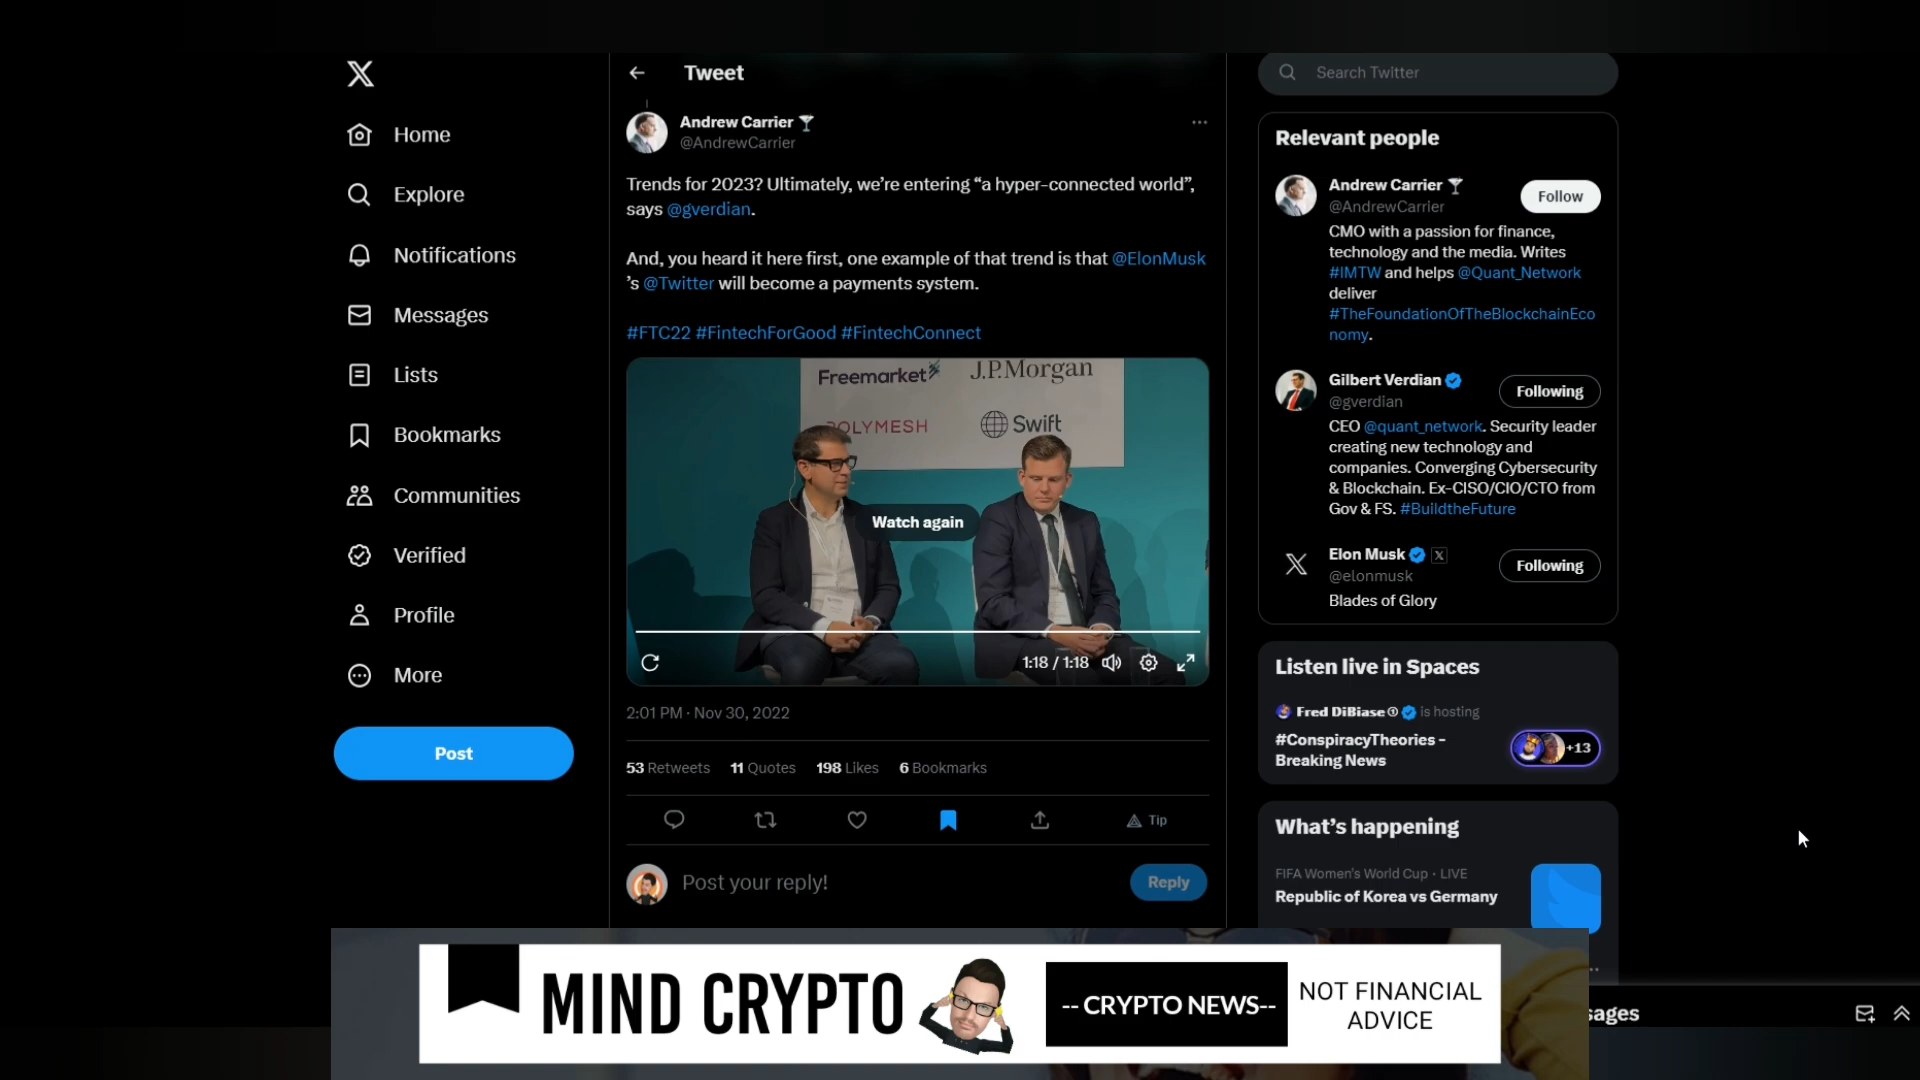 Home
Explore
Notifications
Messages
Lists
Bookmarks
Communities
Verified
Profile
More
Post
Tweet
Andrew Carrier
@AndrewCarrier
Trends for 2023? Ultimately, we're entering "a hyper-connected world",
says @gverdian.
And, you heard it here first, one example of that trend is that @ElonMusk
's @Twitter will become a payments system.
#FTC22 #FintechForGood #FintechConnect
Freemarket
J.P.Morgan
POLYMESH
Swift
Watch again
1:18 / 1:18
2:01 PM · Nov 30, 2022
53 Retweets 11 Quotes 198 Likes 6 Bookmarks
Tip
Post your reply!
Reply
Search Twitter
Relevant people
Andrew Carrier
@AndrewCarrier
Follow
CMO with a passion for finance,
technology and the media. Writes
#IMTW and helps @Quant_Network
deliver
#TheFoundationOfTheBlockchainEco
nomy.
Gilbert Verdian
@gverdian
Following
CEO @quant_network. Security leader
creating new technology and
companies. Converging Cybersecurity
& Blockchain. Ex-CISO/CIO/CTO from
Gov & FS. #BuildtheFuture
Elon Musk
@elonmusk
Following
Blades of Glory
Listen live in Spaces
Fred DiBiase is hosting
#ConspiracyTheories -
Breaking News
+13
What's happening
FIFA Women's World Cup · LIVE
Republic of Korea vs Germany
sages
MIND CRYPTO
-- CRYPTO NEWS--
NOT FINANCIAL
ADVICE